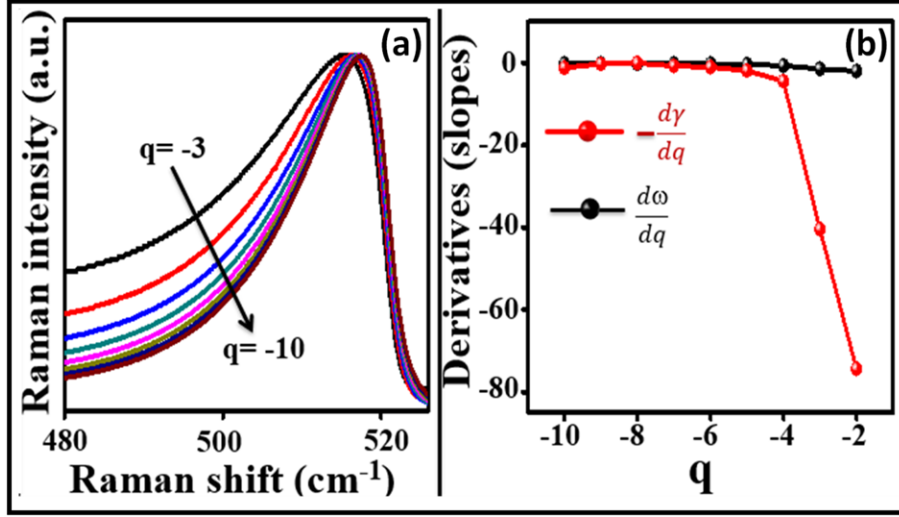 (a)
Raman intensity (a.u.)
q= -3
q= -10
480
500
520
Raman shift (cm-1)
(b)
Derivatives (slopes)
0
-20
-40
-60
-80
-dγ/dq
dω/dq
-10
-8
-6
-4
-2
q